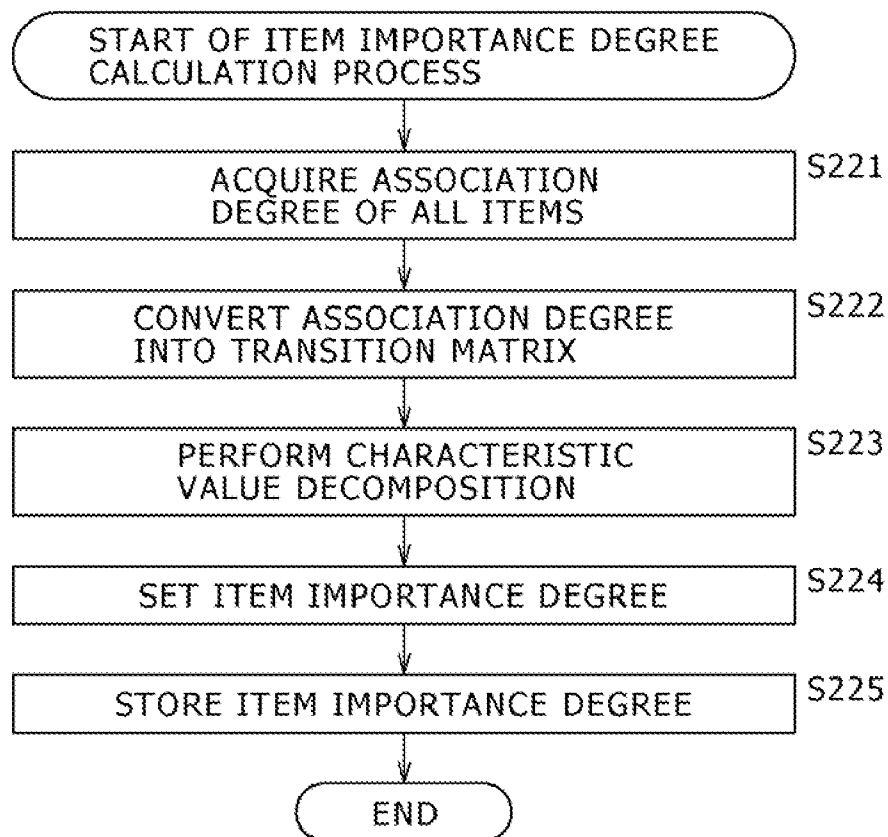 START OF ITEM IMPORTANCE DEGREE
CALCULATION PROCESS
S221
ACQUIRE ASSOCIATION
DEGREE OF ALL ITEMS
S222
CONVERT ASSOCIATION DEGREE
INTO TRANSITION MATRIX
S223
PERFORM CHARACTERISTIC
VALUE DECOMPOSITION
S224
SET ITEM IMPORTANCE DEGREE
S225
STORE ITEM IMPORTANCE DEGREE
END